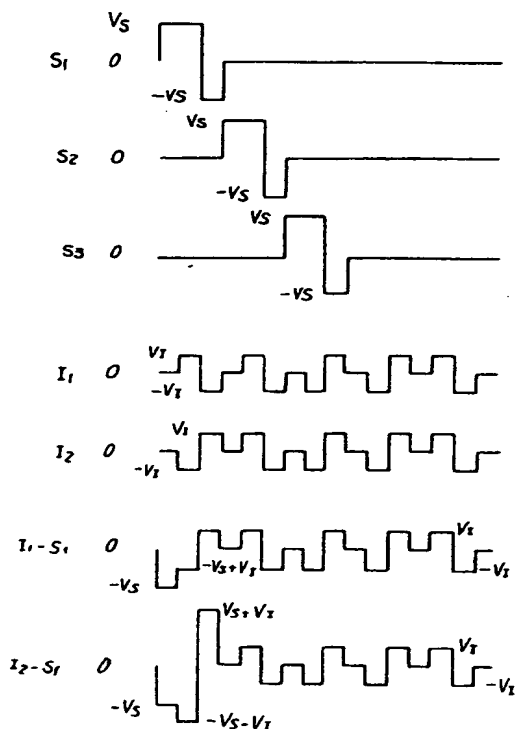 VS
S1 0
-VS
VS
S2 0
-VS
VS
S3 0
-VS
VI
I1 0
-VI
VI
I2 0
-VI
I1-S1 0
VI
-VS -VS+VI -VI
VS+VI
I2-S1 0
VI
-VI
-VS
-VS-VI